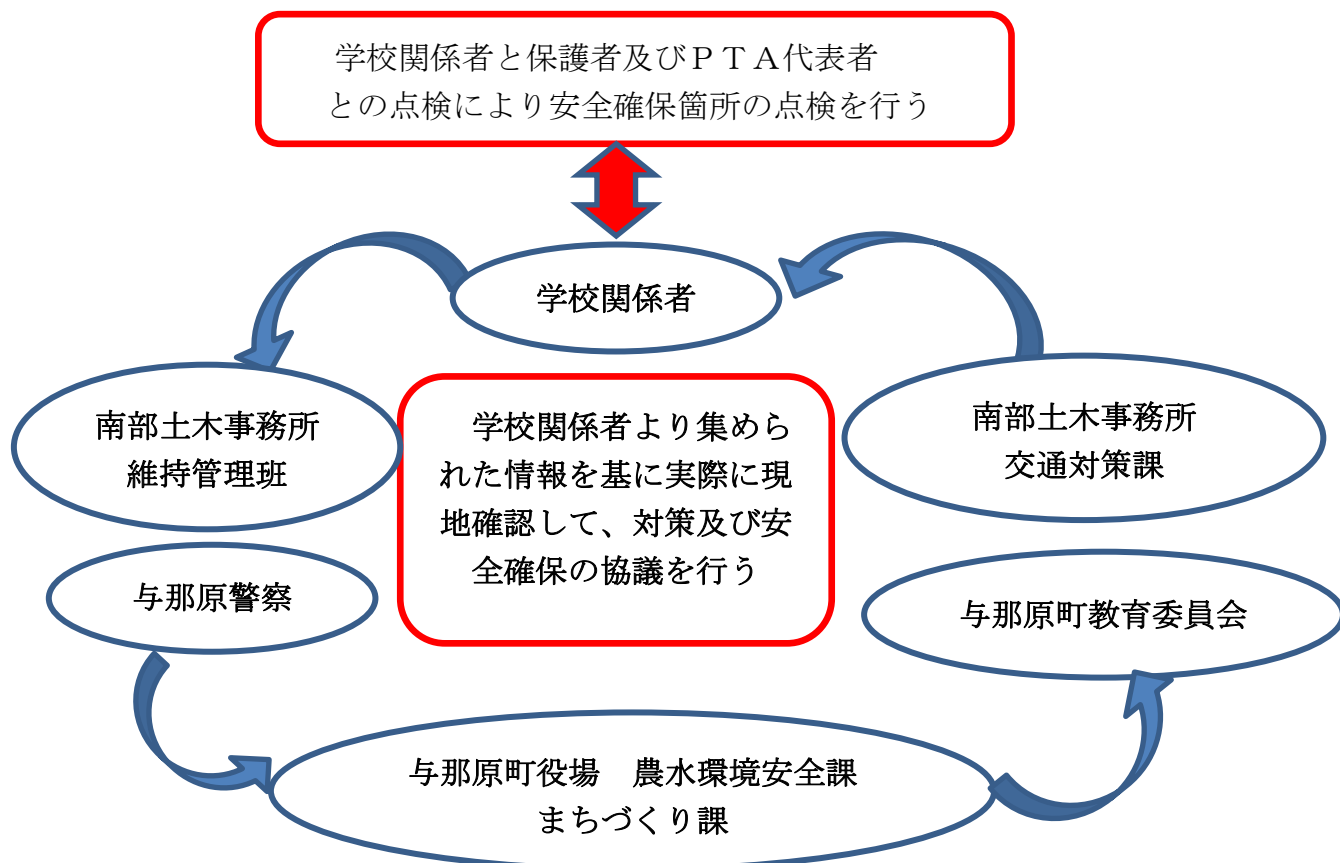 学校関係者と保護者及びＰＴＡ代表者
との点検により安全確保箇所の点検を行う
学校関係者
南部土木事務所
維持管理班
学校関係者より集めら
れた情報を基に実際に現
地確認して、対策及び安
全確保の協議を行う
南部土木事務所
交通対策課
与那原警察
与那原町教育委員会
与那原町役場　農水環境安全課
まちづくり課